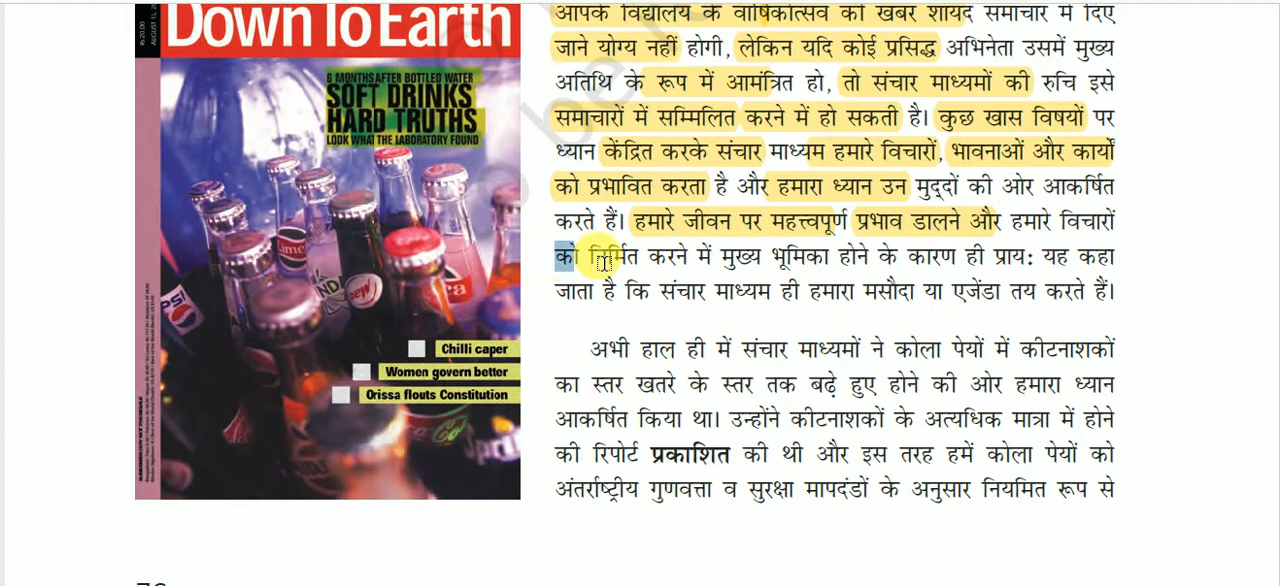 Down To Earth
6 MONTHS AFTER BOTTLED WATER
SOFT DRINKS
HARD TRUTHS
LOOK WHAT THE LABORATORY FOUND
Chilli caper
Women govern better
Orissa flouts Constitution
आपके विद्यालय के वार्षिकोत्सव की खबर शायद समाचार में दिए
जाने योग्य नहीं होगी, लेकिन यदि कोई प्रसिद्ध अभिनेता उसमें मुख्य
अतिथि के रूप में आमंत्रित हो, तो संचार माध्यमों की रुचि इसे
समाचारों में सम्मिलित करने में हो सकती है। कुछ खास विषयों पर
ध्यान केंद्रित करके संचार माध्यम हमारे विचारों, भावनाओं और कार्यों
को प्रभावित करता है और हमारा ध्यान उन मुद्दों की ओर आकर्षित
करते हैं। हमारे जीवन पर महत्त्वपूर्ण प्रभाव डालने और हमारे विचारों
को निर्मित करने में मुख्य भूमिका होने के कारण ही प्राय: यह कहा
जाता है कि संचार माध्यम ही हमारा मसौदा या एजेंडा तय करते हैं।
अभी हाल ही में संचार माध्यमों ने कोला पेयों में कीटनाशकों
का स्तर खतरे के स्तर तक बढ़े हुए होने की ओर हमारा ध्यान
आकर्षित किया था। उन्होंने कीटनाशकों के अत्यधिक मात्रा में होने
की रिपोर्ट प्रकाशित की थी और इस तरह हमें कोला पेयों को
अंतर्राष्ट्रीय गुणवत्ता व सुरक्षा मापदंडों के अनुसार नियमित रूप से